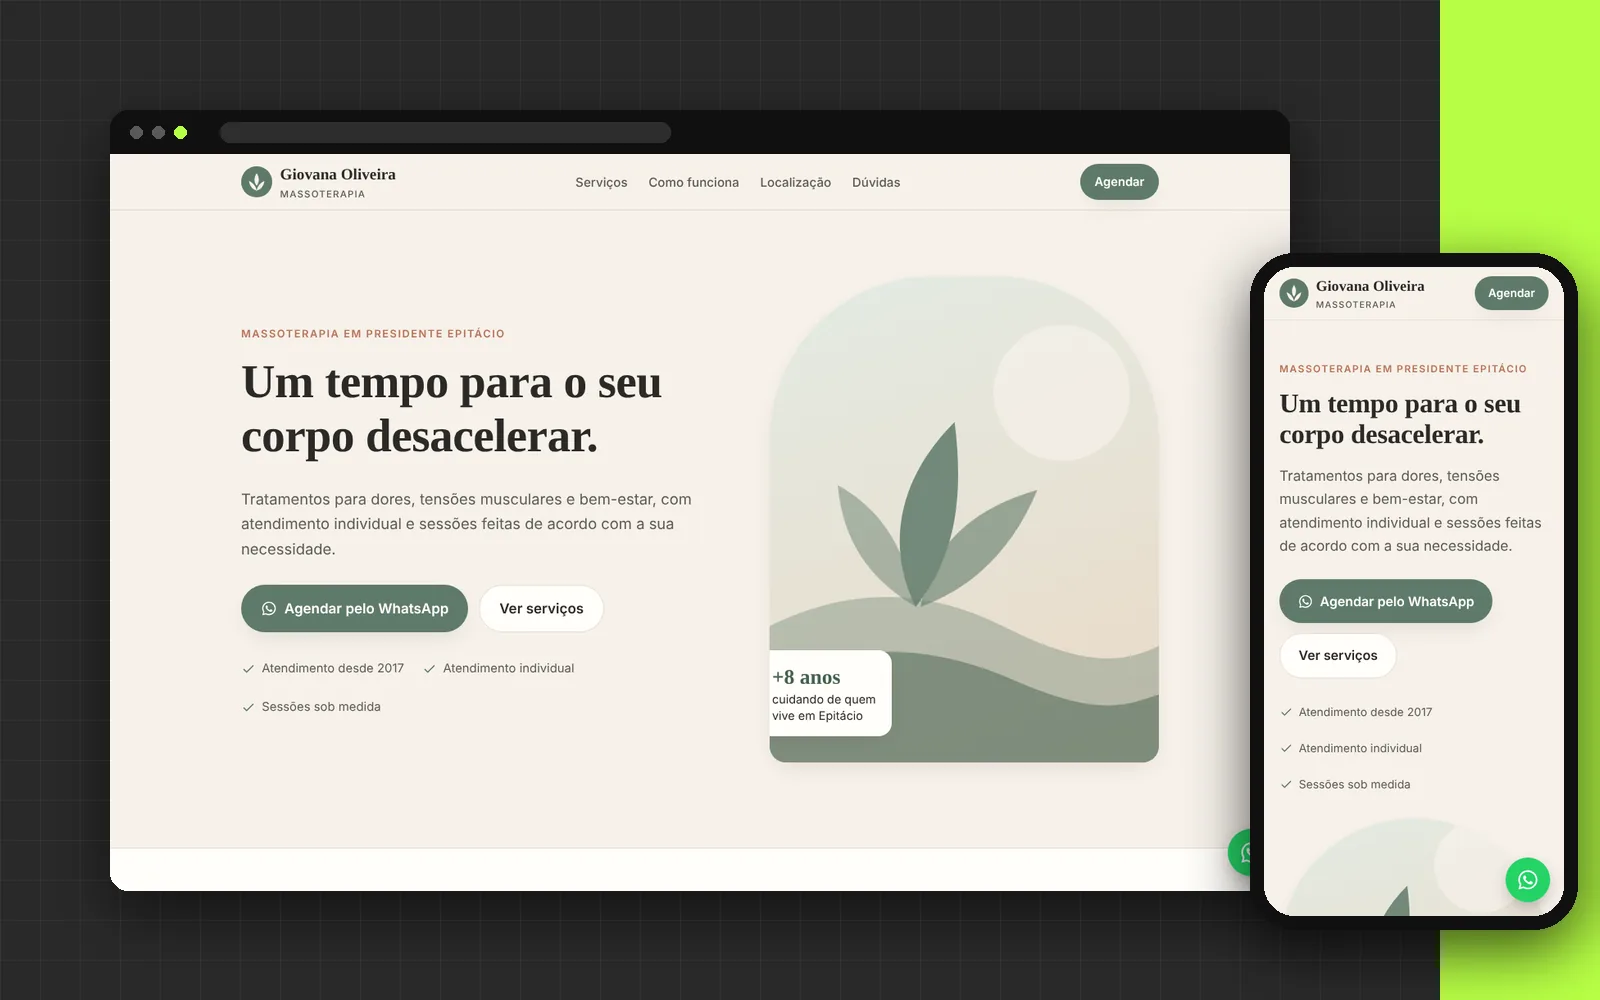 Giovana Oliveira
MASSOTERAPIA
Serviços
Como funciona
Localização
Dúvidas
Agendar
MASSOTERAPIA EM PRESIDENTE EPITÁCIO
Um tempo para o seu
corpo desacelerar.
Tratamentos para dores, tensões musculares e bem-estar, com
atendimento individual e sessões feitas de acordo com a sua
necessidade.
Agendar pelo WhatsApp
Ver serviços
Atendimento desde 2017
Atendimento individual
Sessões sob medida
+8 anos
cuidando de quem
vive em Epitácio
Giovana Oliveira
MASSOTERAPIA
Agendar
MASSOTERAPIA EM PRESIDENTE EPITÁCIO
Um tempo para o seu
corpo desacelerar.
Tratamentos para dores, tensões
musculares e bem-estar, com
atendimento individual e sessões feitas
de acordo com a sua necessidade.
Agendar pelo WhatsApp
Ver serviços
Atendimento desde 2017
Atendimento individual
Sessões sob medida